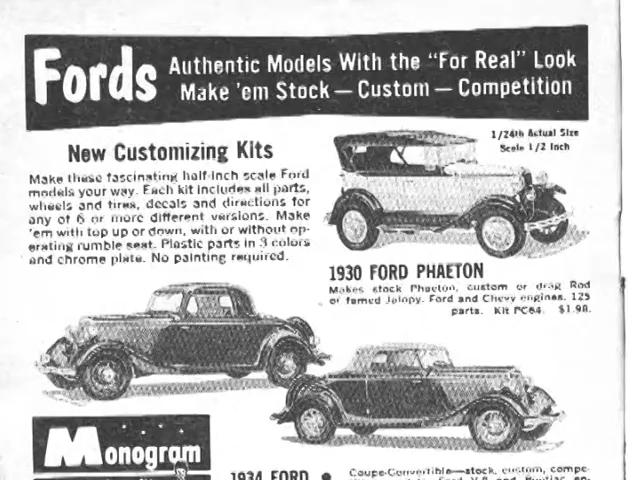 Fords Authentic Models With the "For Real" Look
Make 'em Stock — Custom — Competition
1/24th Actual Size
Scale 1/2 Inch
New Customizing Kits
Make these fascinating half-inch scale Ford
models your way. Each kit includes all parts,
wheels and tires, decals and directions for
any of 6 or more different versions. Make
'em with top up or down, with or without op-
erating rumble seat. Plastic parts in 3 colors
and chrome plate. No painting required.
1930 FORD PHAETON
Makes stock Phaeton, custom or drag Rod
or famed Jalopy. Ford and Chevy engines. 125
parts. Kit PC64. $1.98.
Monogram
1934 FORD
Coupe-Convertible—stock, custom, compe-